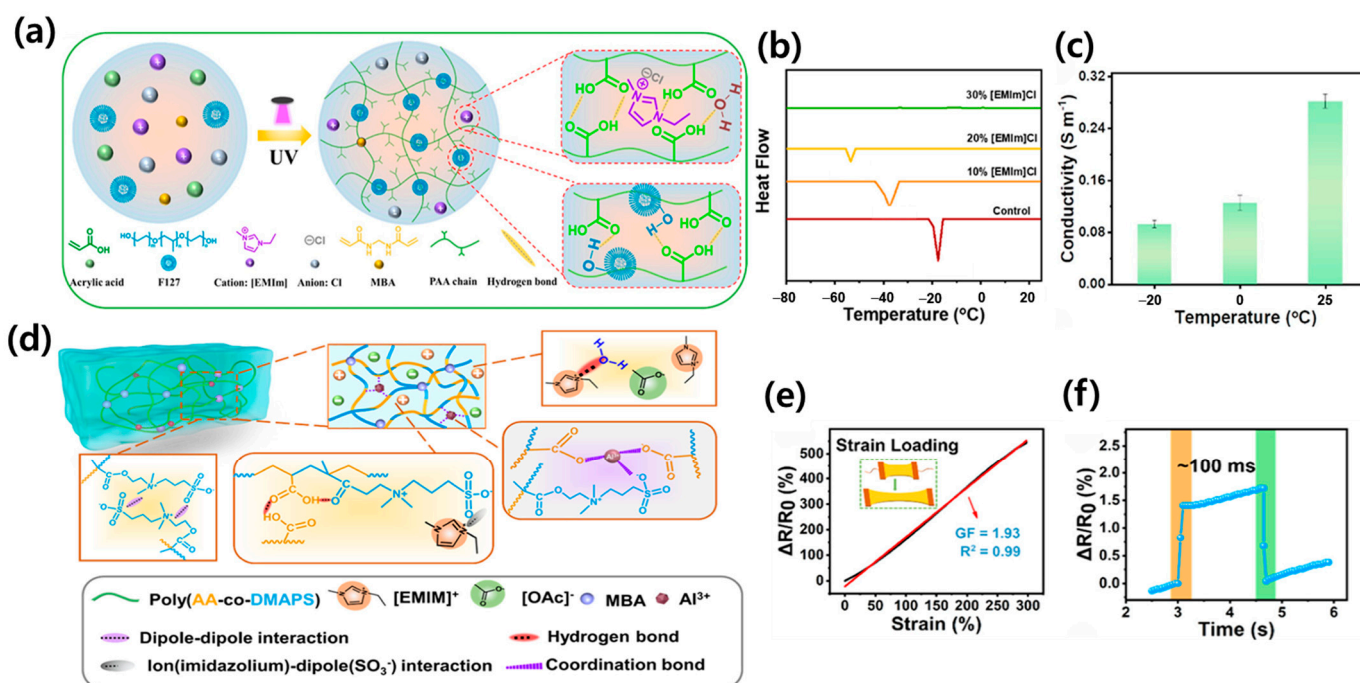 (a)
UV
Acrylic acid
F127
Cation: [EMIm]
Anion: Cl
MBA
PAA chain
Hydrogen bond
(b)
Heat Flow
30% [EMIm]Cl
20% [EMIm]Cl
10% [EMIm]Cl
Control
−80 −60 −40 −20 0 20
Temperature (°C)
(c)
Conductivity (S m⁻¹)
0.32
0.24
0.16
0.08
0.00
−20 0 25
Temperature (°C)
(d)
Poly(AA-co-DMAPS)
[EMIM]⁺
[OAc]⁻
MBA
Al³⁺
Dipole-dipole interaction
Hydrogen bond
Ion(imidazolium)-dipole(SO₃⁻) interaction
Coordination bond
(e)
Strain Loading
ΔR/R0 (%)
500
400
300
200
100
0
GF = 1.93
R² = 0.99
0 50 100 150 200 250 300
Strain (%)
(f)
~100 ms
ΔR/R0 (%)
2.5
2.0
1.5
1.0
0.5
0.0
2 3 4 5 6
Time (s)